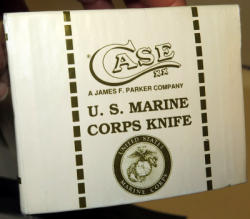 CASE
XX
A JAMES F. PARKER COMPANY
U. S. MARINE
CORPS KNIFE
UNITED STATES
MARINE CORPS